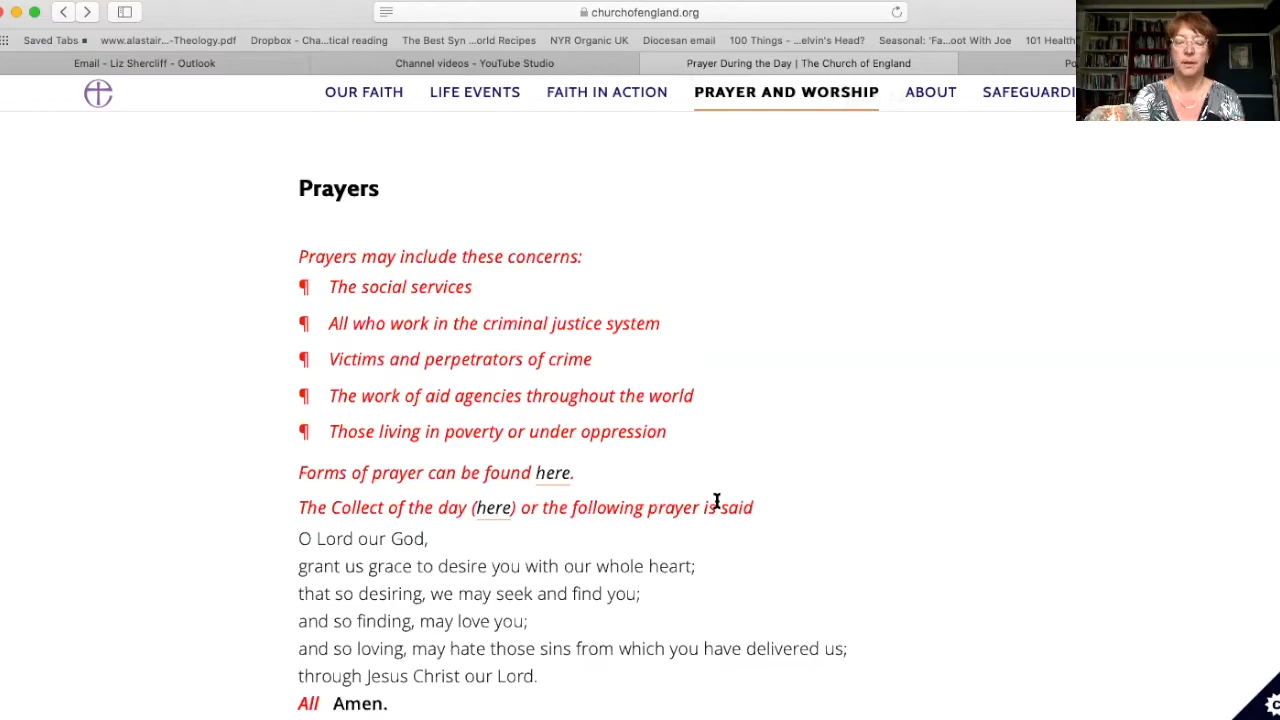 churchofengland.org
Saved Tabs
www.alastair...-Theology.pdf
Dropbox - Cha...tical reading
NYR Organic UK
Diocesan email
100 Things - ...elvin's Head?
Seasonal: 'Fa...oot With Joe
101 Health
Email - Liz Shercliff - Outlook
Channel videos - YouTube Studio
Prayer During the Day | The Church of England
OUR FAITH
LIFE EVENTS
FAITH IN ACTION
PRAYER AND WORSHIP
ABOUT
SAFEGUARDI
Prayers
Prayers may include these concerns:
¶ The social services
¶ All who work in the criminal justice system
¶ Victims and perpetrators of crime
¶ The work of aid agencies throughout the world
¶ Those living in poverty or under oppression
Forms of prayer can be found here.
The Collect of the day (here) or the following prayer is said
O Lord our God,
grant us grace to desire you with our whole heart;
that so desiring, we may seek and find you;
and so finding, may love you;
and so loving, may hate those sins from which you have delivered us;
through Jesus Christ our Lord.
All Amen.